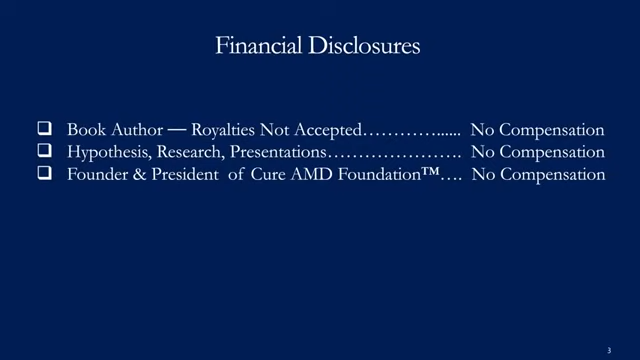 Financial Disclosures
❑ Book Author — Royalties Not Accepted…………...... No Compensation
❑ Hypothesis, Research, Presentations…………………. No Compensation
❑ Founder & President of Cure AMD Foundation™…. No Compensation
3